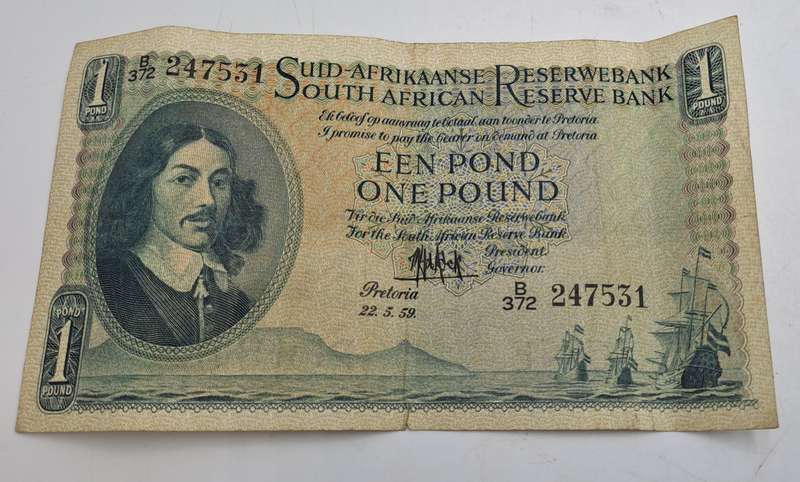 1 POND
B/372 247531
SUID-AFRIKAANSE RESERWEBANK
SOUTH AFRICAN RESERVE BANK
1 POUND
Ek beloof op aanvraag te betaal aan toonder te Pretoria
I promise to pay the bearer on demand at Pretoria
EEN POND
ONE POUND
Vir die Suid-Afrikaanse Reserwebank
For the South African Reserve Bank
President.
Governor.
Pretoria
22.5.59.
B/372 247531
POND
1
POUND